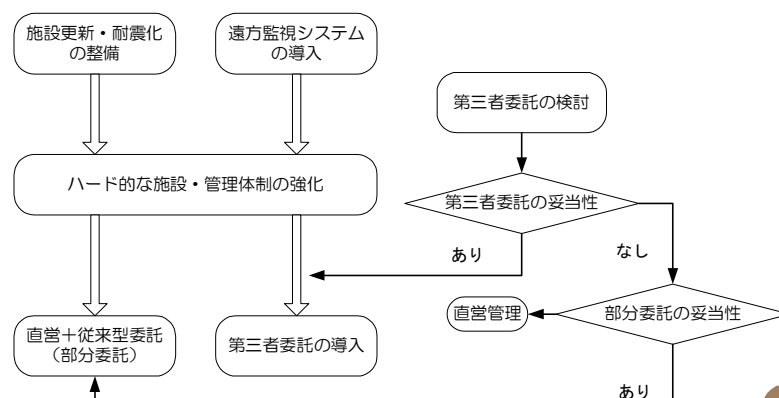 施設更新・耐震化
の整備
遠方監視システム
の導入
第三者委託の検討
ハード的な施設・管理体制の強化
第三者委託の妥当性
あり
なし
直営管理
部分委託の妥当性
直営＋従来型委託
（部分委託）
第三者委託の導入
あり